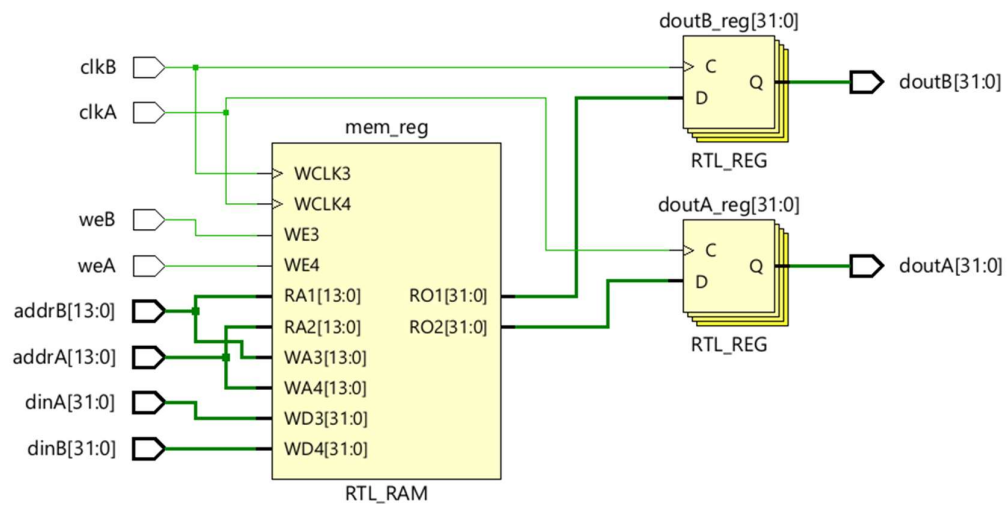 doutB_reg[31:0]
clkB
C
Q
doutB[31:0]
D
clkA
mem_reg
RTL_REG
WCLK3
WCLK4
doutA_reg[31:0]
weB
WE3
C
Q
doutA[31:0]
weA
WE4
D
addrB[13:0]
RA1[13:0]
RO1[31:0]
RA2[13:0]
RO2[31:0]
RTL_REG
addrA[13:0]
WA3[13:0]
WA4[13:0]
dinA[31:0]
WD3[31:0]
dinB[31:0]
WD4[31:0]
RTL_RAM